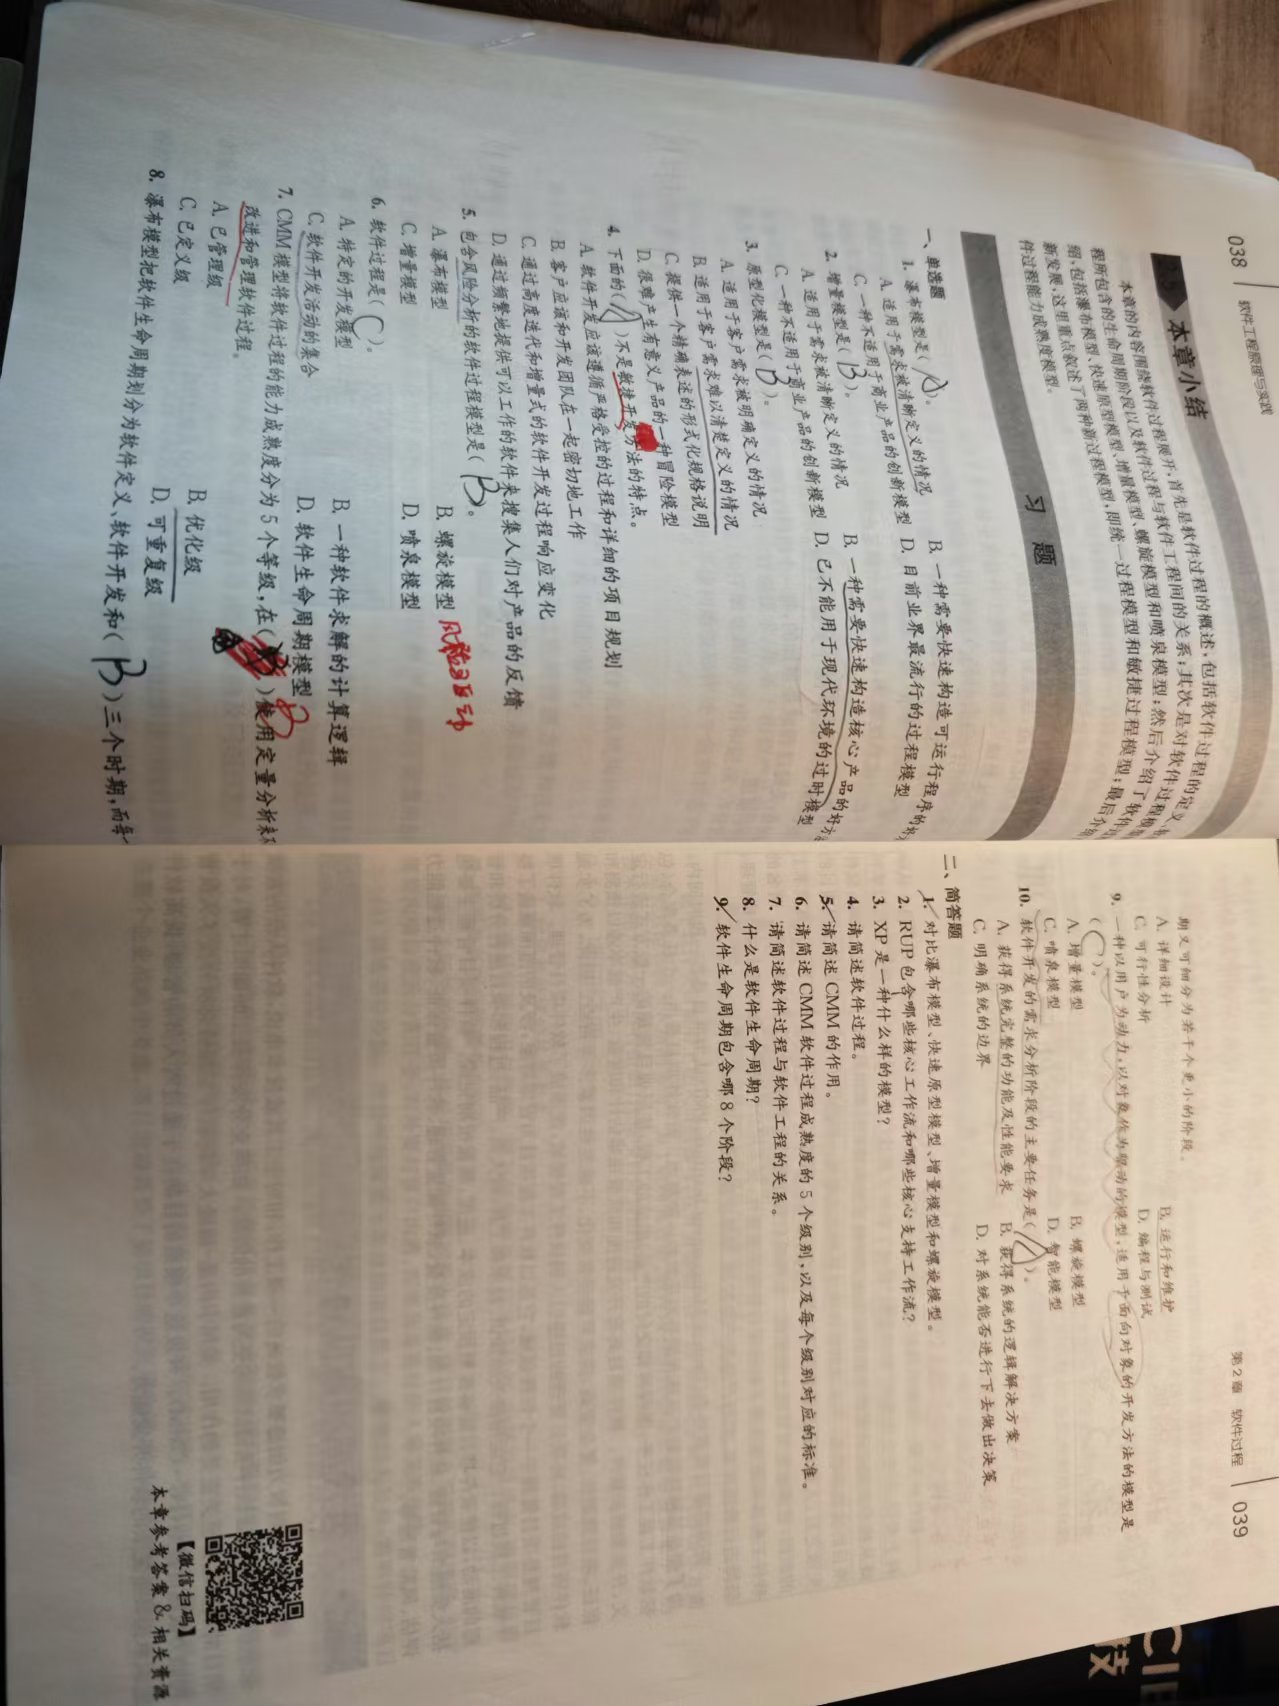 038 软件工程原理与实践
本章小结
本章的内容围绕软件过程展开,首先是软件过程的概述,包括软件过程的定义、
程所包含的生命周期阶段以及软件过程与软件工程间的关系;其次是对软件过程模型
绍,包括瀑布模型、快速原型模型、增量模型、螺旋模型和喷泉模型;然后介绍了软件过
新发展,这里重点叙述了两种新过程模型,即统一过程模型和敏捷过程模型;最后介绍
件过程能力成熟度模型。
习 题
一、单选题
1. 瀑布模型是( A )。
A. 适用于需求被清晰定义的情况 B. 一种需要快速构造可运行程序的好方
C. 一种不适用于商业产品的创新模型 D. 目前业界最流行的过程模型
2. 增量模型是( B )。
A. 适用于需求被清晰定义的情况 B. 一种需要快速构造核心产品的好方法
C. 一种不适用于商业产品的创新模型 D. 已不能用于现代环境的过时模型
3. 原型化模型是( B )。
A. 适用于客户需求被明确定义的情况
B. 适用于客户需求难以清楚定义的情况
C. 提供一个精确表述的形式化规格说明
D. 很难产生有意义产品的一种冒险模型
4. 下面的( A )不是敏捷开发方法的特点。
A. 软件开发应该遵循严格受控的过程和详细的项目规划
B. 客户应该和开发团队在一起密切地工作
C. 通过高度迭代和增量式的软件开发过程响应变化
D. 通过频繁地提供可以工作的软件来搜集人们对产品的反馈
5. 包含风险分析的软件过程模型是( B )。
A. 瀑布模型 B. 螺旋模型 风险驱动
C. 增量模型 D. 喷泉模型
6. 软件过程是( C )。
A. 特定的开发模型 B. 一种软件求解的计算逻辑
C. 软件开发活动的集合 D. 软件生命周期模型
7. CMM 模型将软件过程的能力成熟度分为 5 个等级,在( B )使用定量分析来不
改进和管理软件过程。
A. 已管理级 B. 优化级
C. 已定义级 D. 可重复级
8. 瀑布模型把软件生命周期划分为软件定义、软件开发和( B )三个时期,而每一
第2章 软件过程 039
期又可细分为若干个更小的阶段。
A. 详细设计 B. 运行和维护
C. 可行性分析 D. 编程与测试
9. 一种以用户为动力,以对象作为驱动的模型,适用于面向对象的开发方法的模型是
( C )。
A. 增量模型 B. 螺旋模型
C. 喷泉模型 D. 智能模型
10. 软件开发的需求分析阶段的主要任务是( A )。
A. 获得系统完整的功能及性能要求 B. 获得系统的逻辑解决方案
C. 明确系统的边界 D. 对系统能否进行下去做出决策
二、简答题
1. 对比瀑布模型、快速原型模型、增量模型和螺旋模型。
2. RUP 包含哪些核心工作流和哪些核心支持工作流?
3. XP 是一种什么样的模型?
4. 请简述软件过程。
5. 请简述 CMM 的作用。
6. 请简述 CMM 软件过程成熟度的 5 个级别,以及每个级别对应的标准。
7. 请简述软件过程与软件工程的关系。
8. 什么是软件生命周期?
9. 软件生命周期包含哪 8 个阶段?
【微信扫码】
本章参考答案 & 相关资源
技